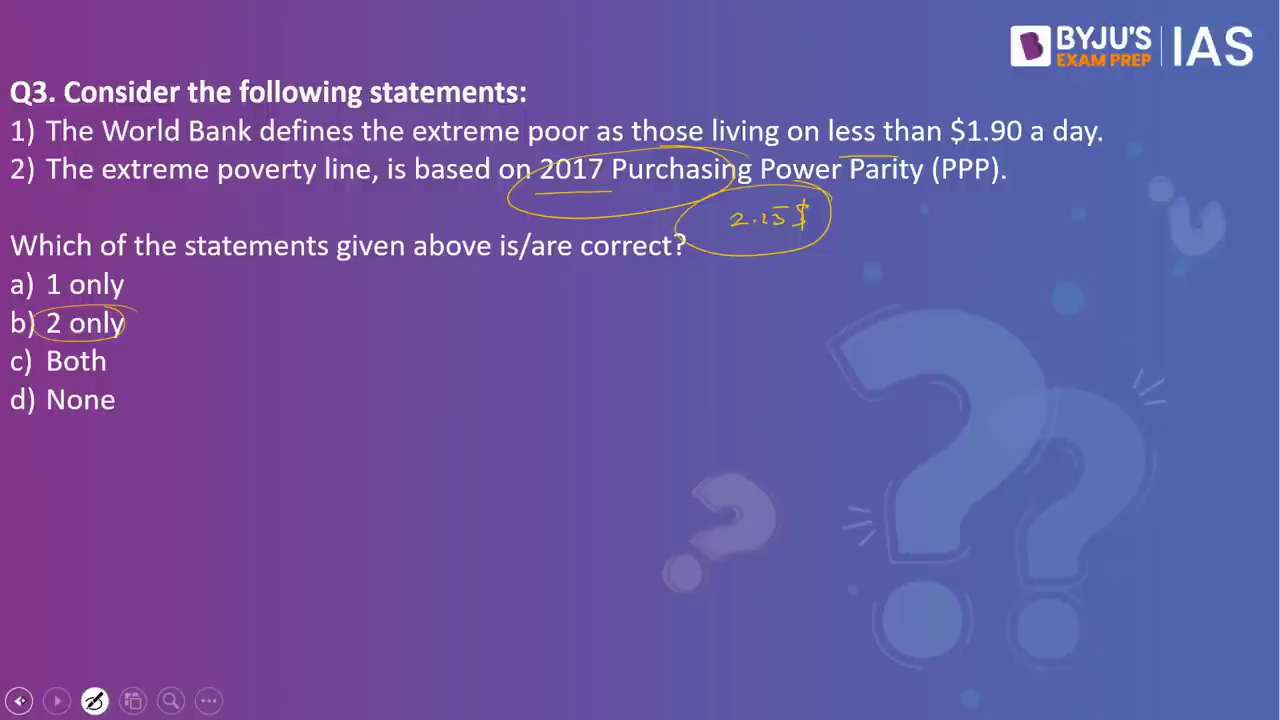 BYJU'S
EXAM PREP
IAS
Q3. Consider the following statements:
1) The World Bank defines the extreme poor as those living on less than $1.90 a day.
2) The extreme poverty line, is based on 2017 Purchasing Power Parity (PPP).
2.15$
Which of the statements given above is/are correct?
a) 1 only
b) 2 only
c) Both
d) None